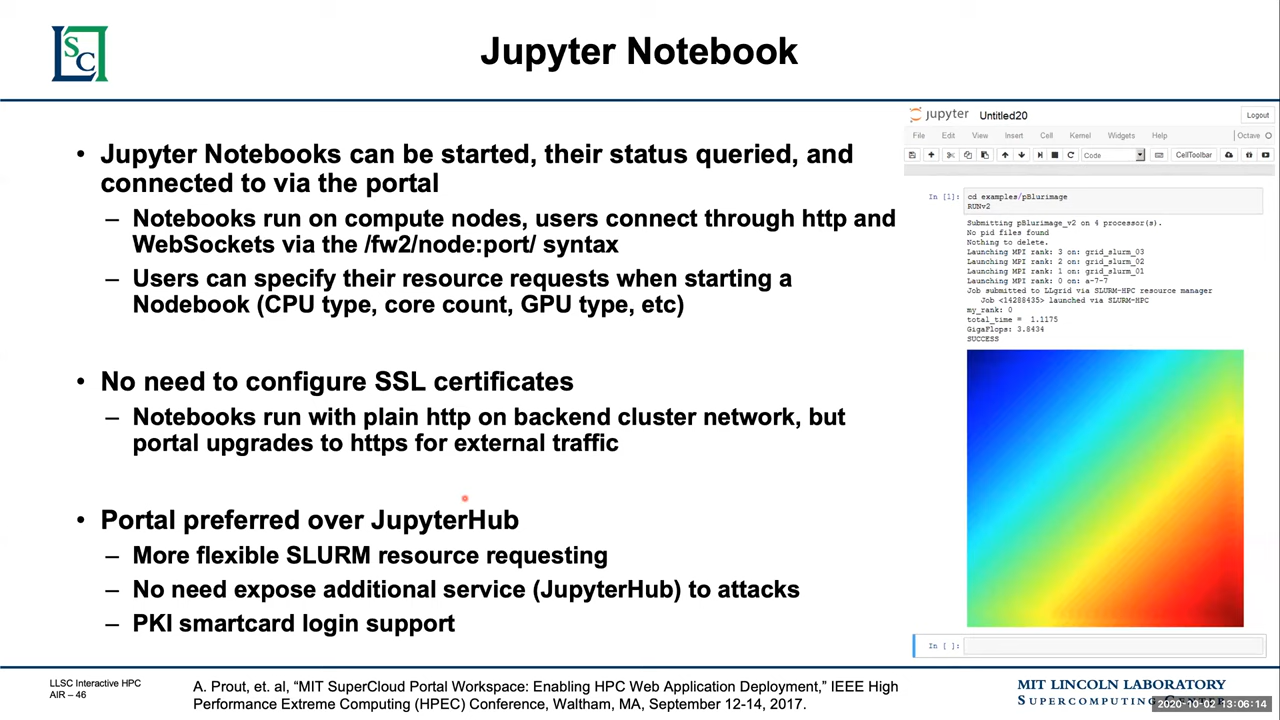 SC
Jupyter Notebook
• Jupyter Notebooks can be started, their status queried, and
connected to via the portal
– Notebooks run on compute nodes, users connect through http and
WebSockets via the /fw2/node:port/ syntax
– Users can specify their resource requests when starting a
Nodebook (CPU type, core count, GPU type, etc)
• No need to configure SSL certificates
– Notebooks run with plain http on backend cluster network, but
portal upgrades to https for external traffic
• Portal preferred over JupyterHub
– More flexible SLURM resource requesting
– No need expose additional service (JupyterHub) to attacks
– PKI smartcard login support
jupyter Untitled20 Logout
File Edit View Insert Cell Kernel Widgets Help Octave
Code CellToolbar
In [1]: cd examples/pBlurimage
RUNv2
Submitting pBlurimage_v2 on 4 processor(s).
No pid files found
Nothing to delete.
Launching MPI rank: 3 on: grid_slurm_03
Launching MPI rank: 2 on: grid_slurm_02
Launching MPI rank: 1 on: grid_slurm_01
Launching MPI rank: 0 on: a-7-7
Job submitted to LLgrid via SLURM-HPC resource manager
Job <14288435> launched via SLURM-HPC
my_rank: 0
total_time = 1.1175
GigaFlops: 3.8434
SUCCESS
In [ ]:
LLSC Interactive HPC
AIR – 46
A. Prout, et. al, “MIT SuperCloud Portal Workspace: Enabling HPC Web Application Deployment,” IEEE High
Performance Extreme Computing (HPEC) Conference, Waltham, MA, September 12-14, 2017.
MIT LINCOLN LABORATORY
SUPERCOMPUTING CENTER
2020-10-02 13:06:14